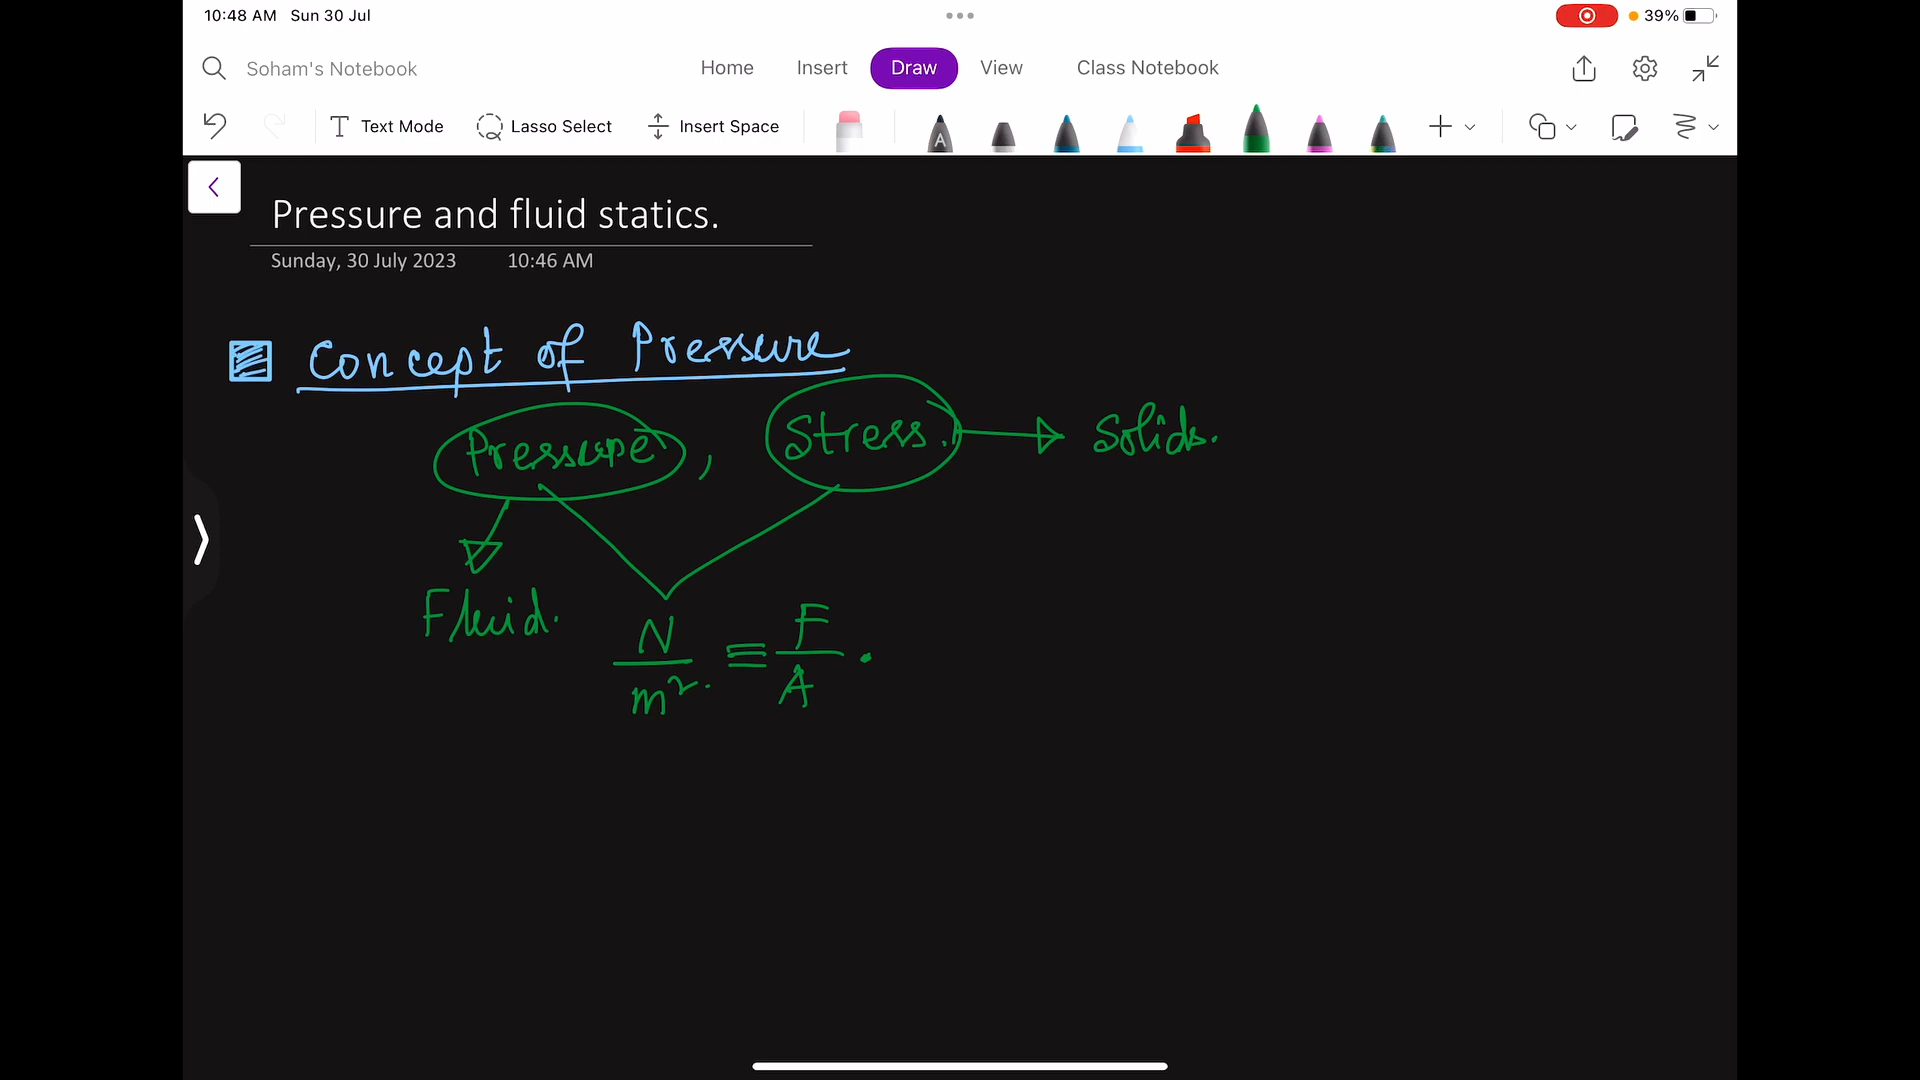 10:48 AM Sun 30 Jul
39%
Soham's Notebook
Home Insert Draw View Class Notebook
Text Mode Lasso Select Insert Space
A
Pressure and fluid statics.
Sunday, 30 July 2023 10:46 AM
Concept of Pressure
Pressure, Stress. → Solids.
Fluid.
N/m². ≡ F/A.